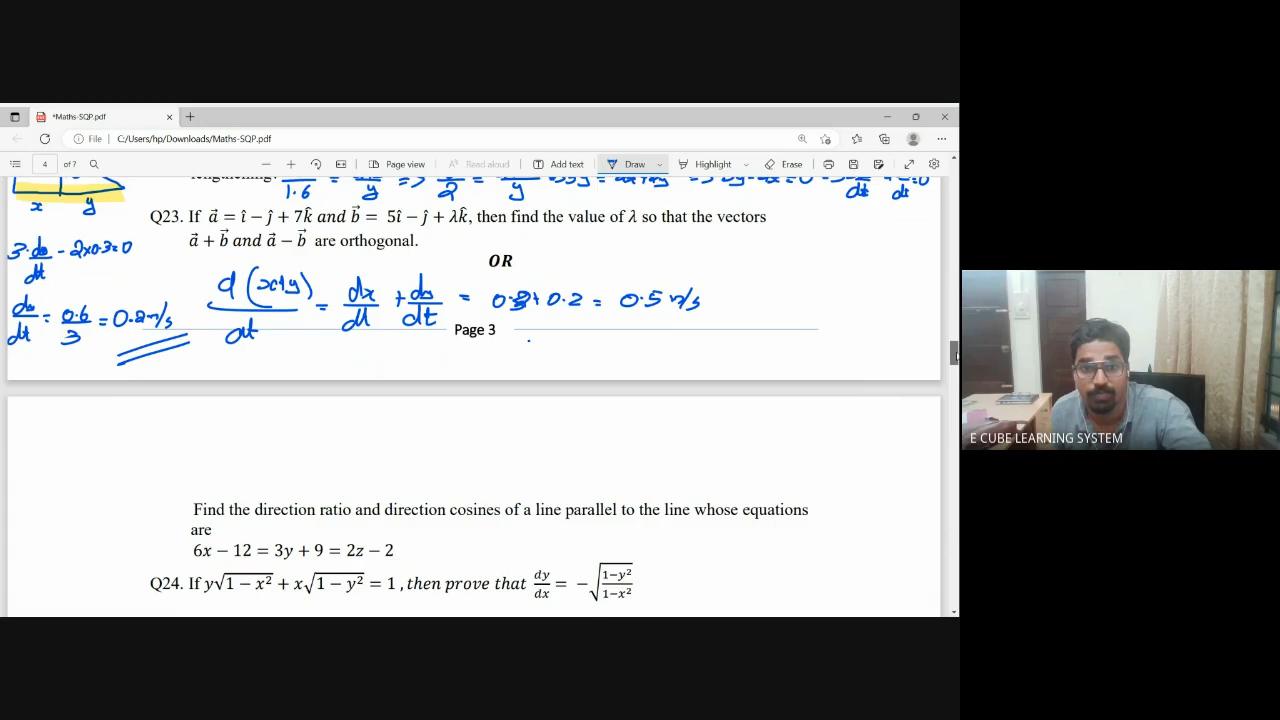 *Maths-SQP.pdf
File C:/Users/hp/Downloads/Maths-SQP.pdf
4 of 7 Page view Read aloud Add text Draw Highlight Erase
x y
Q23. If a⃗ = î − ĵ + 7k̂ and b⃗ = 5î − ĵ + λk̂, then find the value of λ so that the vectors
a⃗ + b⃗ and a⃗ − b⃗ are orthogonal.
OR
3·dy/dt − 2×0.3=0
dy/dt = 0.6/3 = 0.2 m/s
d(x+y)/dt = dx/dt + dy/dt = 0.3+0.2 = 0.5 m/s
Page 3
Find the direction ratio and direction cosines of a line parallel to the line whose equations
are
6x − 12 = 3y + 9 = 2z − 2
Q24. If y√(1 − x²) + x√(1 − y²) = 1 , then prove that dy/dx = −√((1−y²)/(1−x²))
E CUBE LEARNING SYSTEM